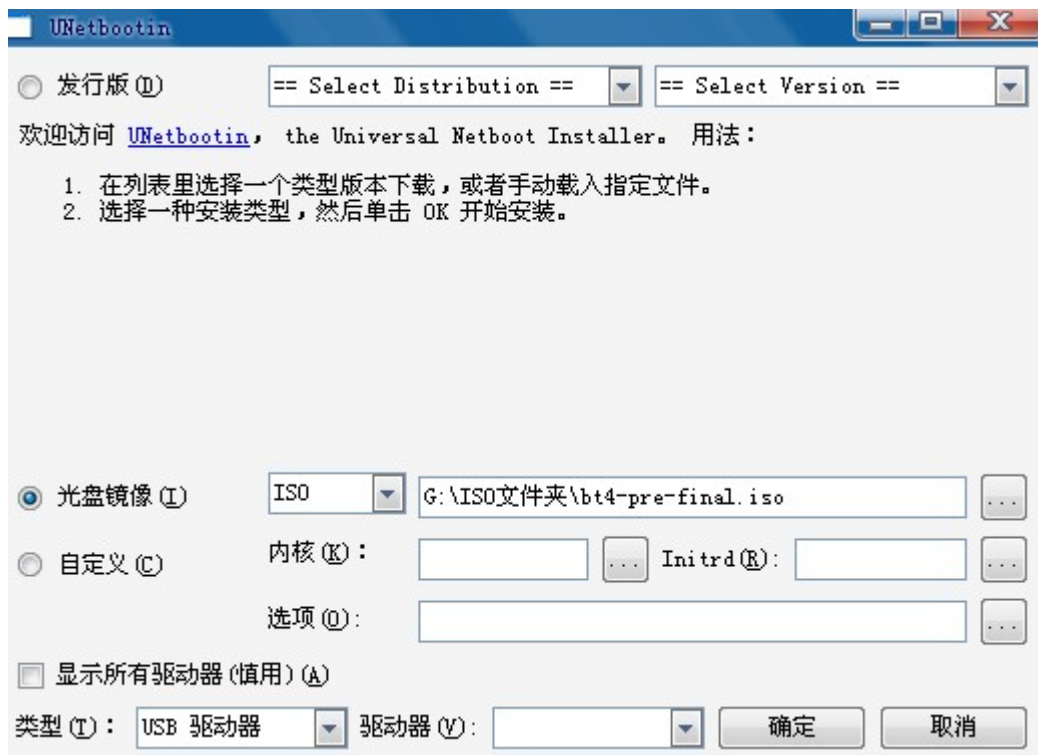 UNetbootin
发行版(D) == Select Distribution == == Select Version ==
欢迎访问 UNetbootin, the Universal Netboot Installer。 用法：
1. 在列表里选择一个类型版本下载，或者手动载入指定文件。
2. 选择一种安装类型，然后单击 OK 开始安装。
光盘镜像(I) ISO G:\ISO文件夹\bt4-pre-final.iso ...
自定义(C) 内核(K)： ... Initrd(R): ...
选项(O): ...
显示所有驱动器(慎用)(A)
类型(T)： USB 驱动器 驱动器(V): 确定 取消